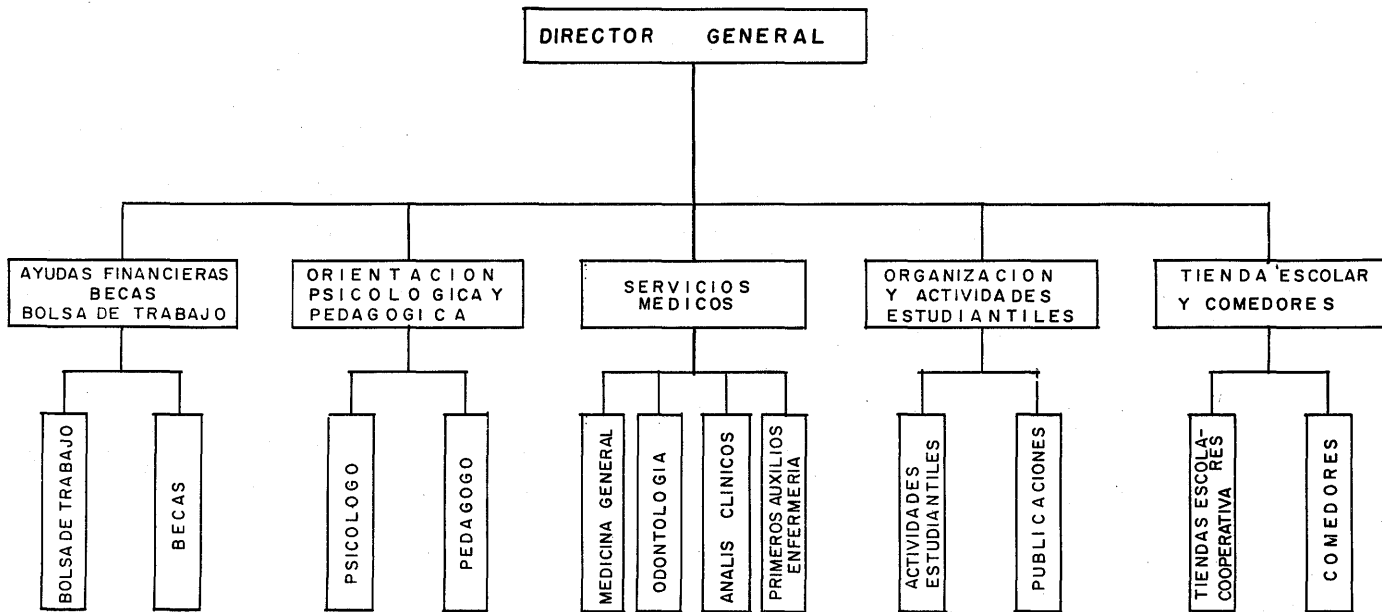 DIRECTOR GENERAL
AYUDAS FINANCIERAS
BECAS
BOLSA DE TRABAJO
ORIENTACION
PSICOLOGICA Y
PEDAGOGICA
SERVICIOS
MEDICOS
ORGANIZACION
Y ACTIVIDADES
ESTUDIANTILES
TIENDA ESCOLAR
Y COMEDORES
BOLSA DE TRABAJO
BECAS
PSICOLOGO
PEDAGOGO
MEDICINA GENERAL
ODONTOLOGIA
ANALIS CLINICOS
PRIMEROS AUXILIOS
ENFERMERIA
ACTIVIDADES
ESTUDIANTILES
PUBLICACIONES
TIENDAS ESCOLA-
RES
COOPERATIVA
COMEDORES